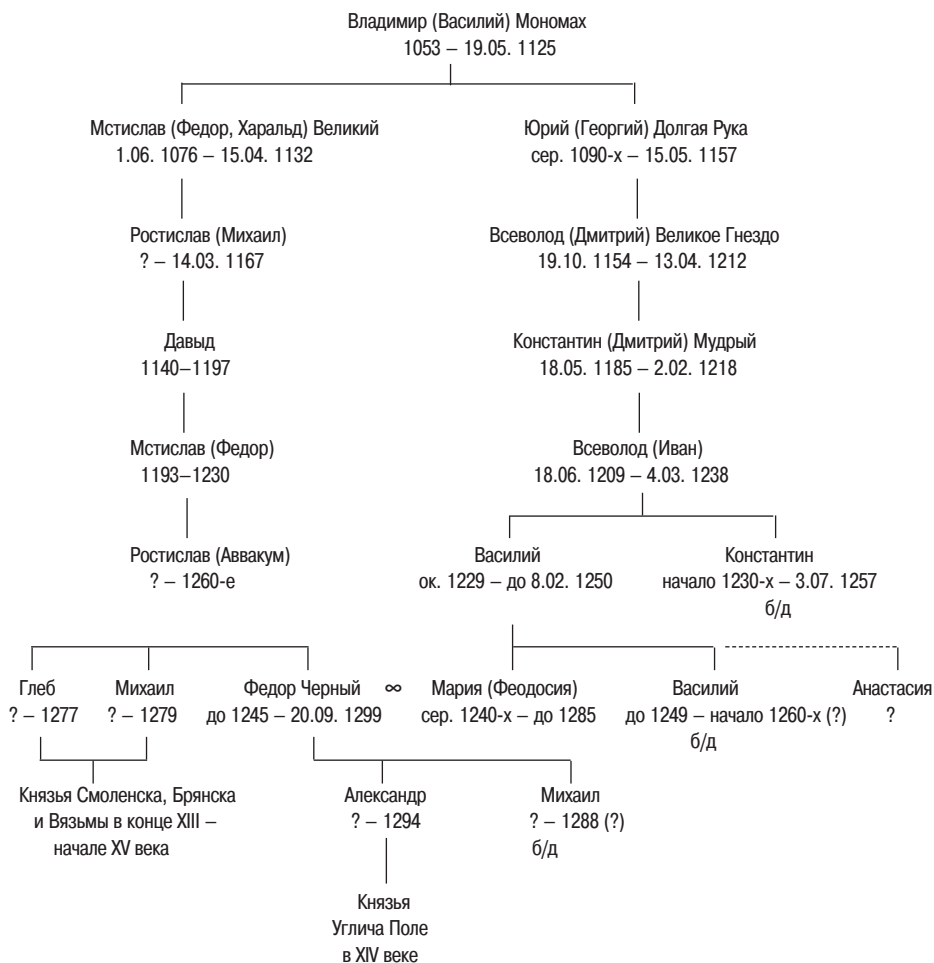 Владимир (Василий) Мономах
1053 – 19.05. 1125
Мстислав (Федор, Харальд) Великий
1.06. 1076 – 15.04. 1132
Юрий (Георгий) Долгая Рука
сер. 1090-х – 15.05. 1157
Ростислав (Михаил)
? – 14.03. 1167
Всеволод (Дмитрий) Великое Гнездо
19.10. 1154 – 13.04. 1212
Давыд
1140–1197
Константин (Дмитрий) Мудрый
18.05. 1185 – 2.02. 1218
Мстислав (Федор)
1193–1230
Всеволод (Иван)
18.06. 1209 – 4.03. 1238
Ростислав (Аввакум)
? – 1260-е
Василий
ок. 1229 – до 8.02. 1250
Константин
начало 1230-х – 3.07. 1257
б/д
Глеб
? – 1277
Михаил
? – 1279
Федор Черный ∞ Мария (Феодосия)
до 1245 – 20.09. 1299
сер. 1240-х – до 1285
Василий
до 1249 – начало 1260-х (?)
б/д
Анастасия
?
Князья Смоленска, Брянска
и Вязьмы в конце XIII –
начале XV века
Александр
? – 1294
Михаил
? – 1288 (?)
б/д
Князья
Углича Поле
в XIV веке